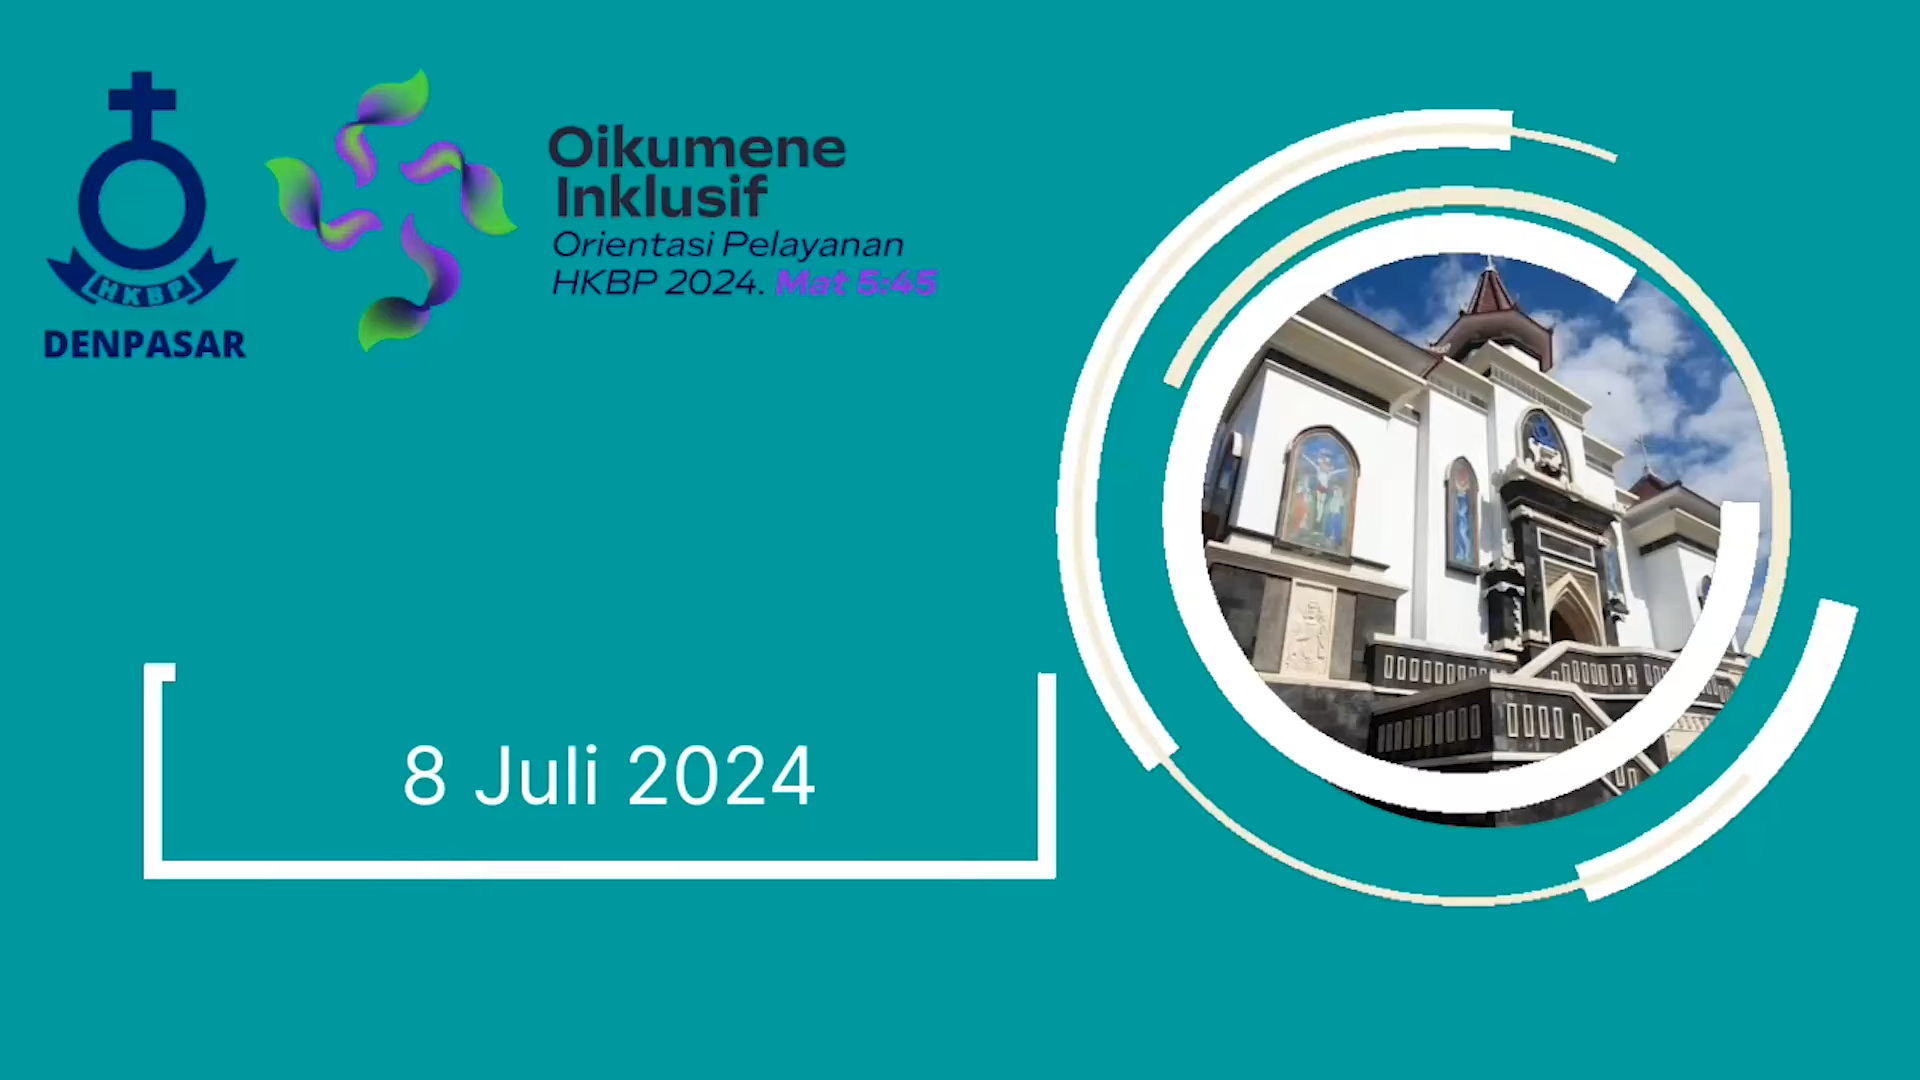 HKBP
DENPASAR
Oikumene
Inklusif
Orientasi Pelayanan
HKBP 2024. Mat 5:45
8 Juli 2024